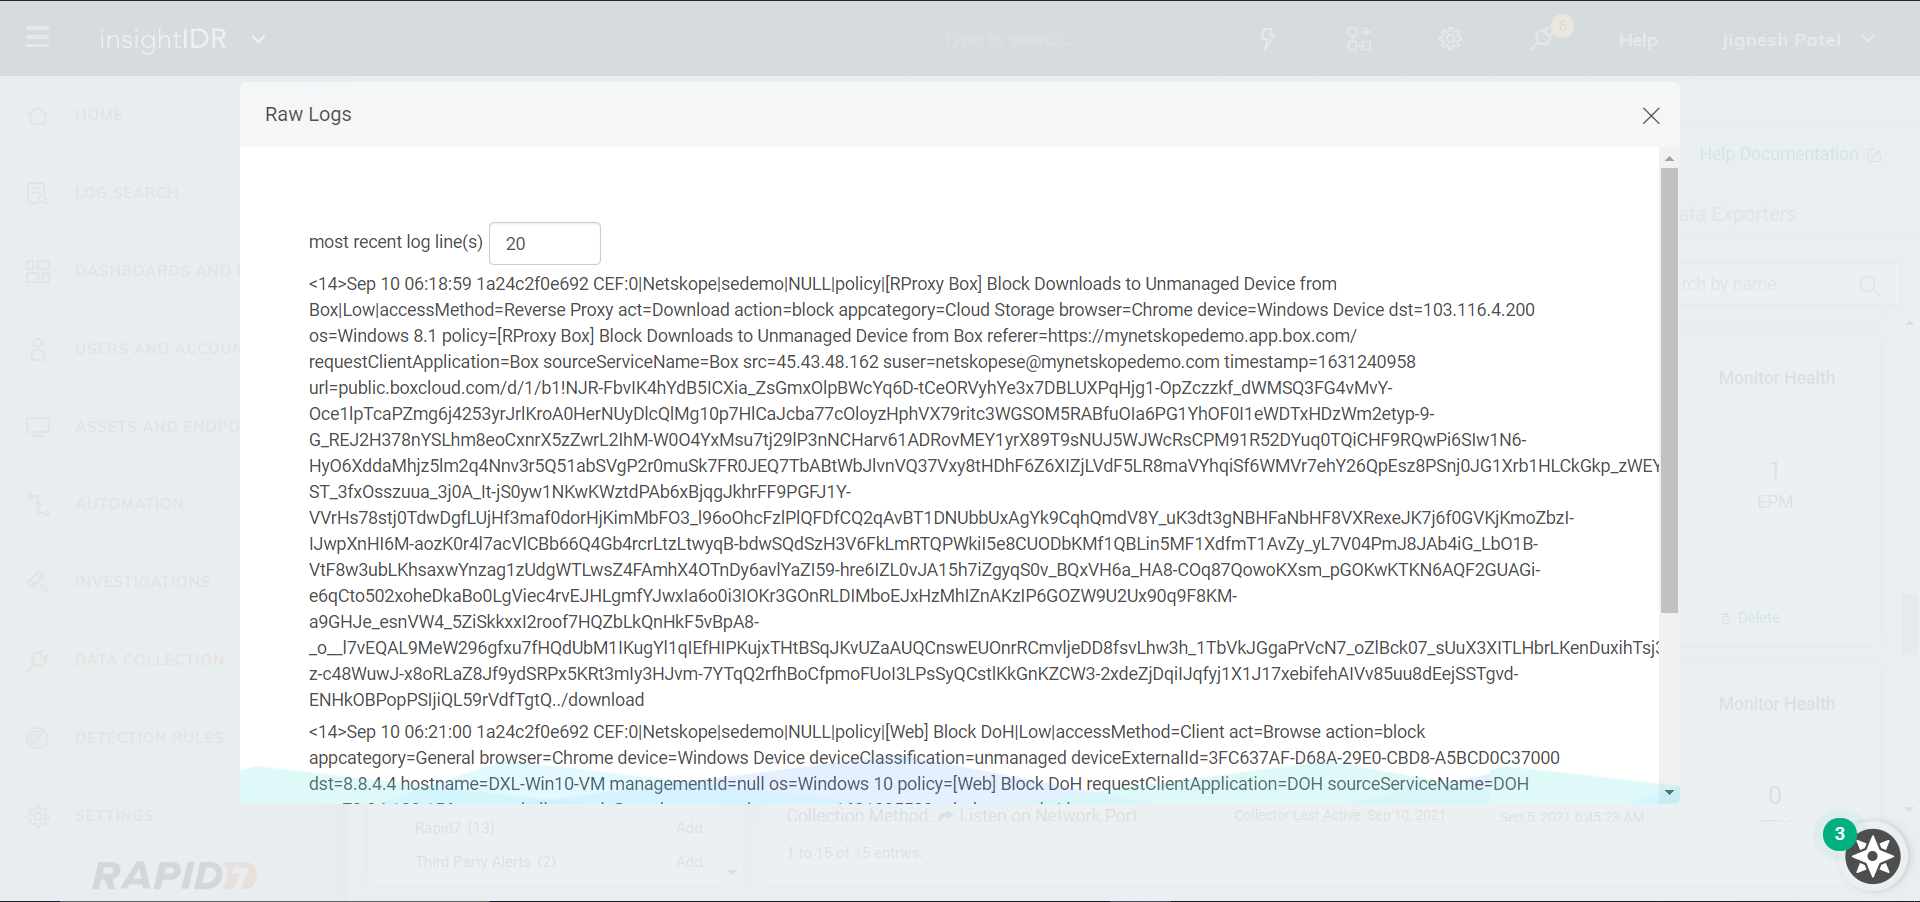 insightIDR
Type to search...
6
Help
Jignesh Patel
HOME
LOG SEARCH
DASHBOARDS AND
USERS AND ACCOUN
ASSETS AND ENDPO
AUTOMATION
INVESTIGATIONS
DATA COLLECTION
DETECTION RULES
SETTINGS
RAPID7
Raw Logs
most recent log line(s) 20
<14>Sep 10 06:18:59 1a24c2f0e692 CEF:0|Netskope|sedemo|NULL|policy|[RProxy Box] Block Downloads to Unmanaged Device from
Box|Low|accessMethod=Reverse Proxy act=Download action=block appcategory=Cloud Storage browser=Chrome device=Windows Device dst=103.116.4.200
os=Windows 8.1 policy=[RProxy Box] Block Downloads to Unmanaged Device from Box referer=https://mynetskopedemo.app.box.com/
requestClientApplication=Box sourceServiceName=Box src=45.43.48.162 suser=netskopese@mynetskopedemo.com timestamp=1631240958
url=public.boxcloud.com/d/1/b1!NJR-FbvIK4hYdB5ICXia_ZsGmxOlpBWcYq6D-tCeORVyhYe3x7DBLUXPqHjg1-OpZczzkf_dWMSQ3FG4vMvY-
Oce1lpTcaPZmg6j4253yrJrlKroA0HerNUyDlcQlMg10p7HlCaJcba77cOloyzHphVX79ritc3WGSOM5RABfuOIa6PG1YhOF0I1eWDTxHDzWm2etyp-9-
G_REJ2H378nYSLhm8eoCxnrX5zZwrL2IhM-W0O4YxMsu7tj29lP3nNCHarv61ADRovMEY1yrX89T9sNUJ5WJWcRsCPM91R52DYuq0TQiCHF9RQwPi6SIw1N6-
HyO6XddaMhjz5lm2q4Nnv3r5Q51abSVgP2r0muSk7FR0JEQ7TbABtWbJlvnVQ37Vxy8tHDhF6Z6XIZjLVdF5LR8maVYhqiSf6WMVr7ehY26QpEsz8PSnj0JG1Xrb1HLCkGkp_zWEY
ST_3fxOsszuua_3j0A_It-jS0yw1NKwKWztdPAb6xBjqgJkhrFF9PGFJ1Y-
VVrHs78stj0TdwDgfLUjHf3maf0dorHjKimMbFO3_l96oOhcFzlPlQFDfCQ2qAvBT1DNUbbUxAgYk9CqhQmdV8Y_uK3dt3gNBHFaNbHF8VXRexeJK7j6f0GVKjKmoZbzI-
IJwpXnHI6M-aozK0r4l7acVlCBb66Q4Gb4rcrLtzLtwyqB-bdwSQdSzH3V6FkLmRTQPWkiI5e8CUODbKMf1QBLin5MF1XdfmT1AvZy_yL7V04PmJ8JAb4iG_LbO1B-
VtF8w3ubLKhsaxwYnzag1zUdgWTLwsZ4FAmhX4OTnDy6avlYaZI59-hre6IZL0vJA15h7iZgyqS0v_BQxVH6a_HA8-COq87QowoKXsm_pGOKwKTKN6AQF2GUAGi-
e6qCto502xoheDkaBo0LgViec4rvEJHLgmfYJwxIa6o0i3IOKr3GOnRLDIMboEJxHzMhIZnAKzIP6GOZW9U2Ux90q9F8KM-
a9GHJe_esnVW4_5ZiSkkxxI2roof7HQZbLkQnHkF5vBpA8-
_o__l7vEQAL9MeW296gfxu7fHQdUbM1IKugYl1qIEfHIPKujxTHtBSqJKvUZaAUQCnswEUOnrRCmvljeDD8fsvLhw3h_1TbVkJGgaPrVcN7_oZlBck07_sUuX3XITLHbrLKenDuxihTsj
z-c48WuwJ-x8oRLaZ8Jf9ydSRPx5KRt3mIy3HJvm-7YTqQ2rfhBoCfpmoFUoI3LPsSyQCstlKkGnKZCW3-2xdeZjDqiIJqfyj1X1J17xebifehAIVv85uu8dEejSSTgvd-
ENHkOBPopPSIjiQL59rVdfTgtQ../download
<14>Sep 10 06:21:00 1a24c2f0e692 CEF:0|Netskope|sedemo|NULL|policy|[Web] Block DoH|Low|accessMethod=Client act=Browse action=block
appcategory=General browser=Chrome device=Windows Device deviceClassification=unmanaged deviceExternalId=3FC637AF-D68A-29E0-CBD8-A5BCD0C37000
dst=8.8.4.4 hostname=DXL-Win10-VM managementId=null os=Windows 10 policy=[Web] Block DoH requestClientApplication=DOH sourceServiceName=DOH
Help Documentation
ata Exporters
rch by name
Monitor Health
1
EPM
Delete
Monitor Health
0
Rapid7 (13) Add
Third Party Alerts (2) Add
Collection Method: Listen on Network Port
Collector Last Active: Sep 10, 2021
Sep 5, 2021 6:45:23 AM
1 to 15 of 15 entries.
3